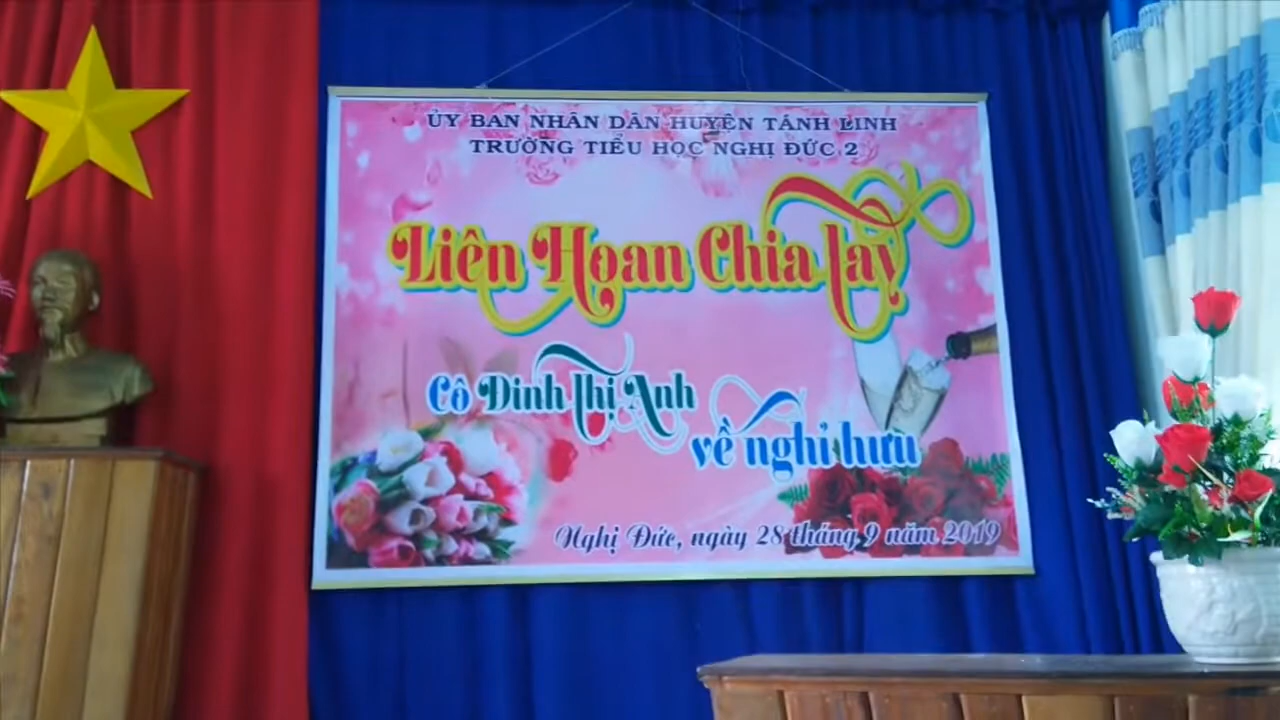 ỦY BAN NHÂN DÂN HUYỆN TÁNH LINH
TRƯỜNG TIỂU HỌC NGHỊ ĐỨC 2
Liên Hoan Chia tay
Cô Đinh Thị Anh
về nghỉ hưu
Nghị Đức, ngày 28 tháng 9 năm 2019